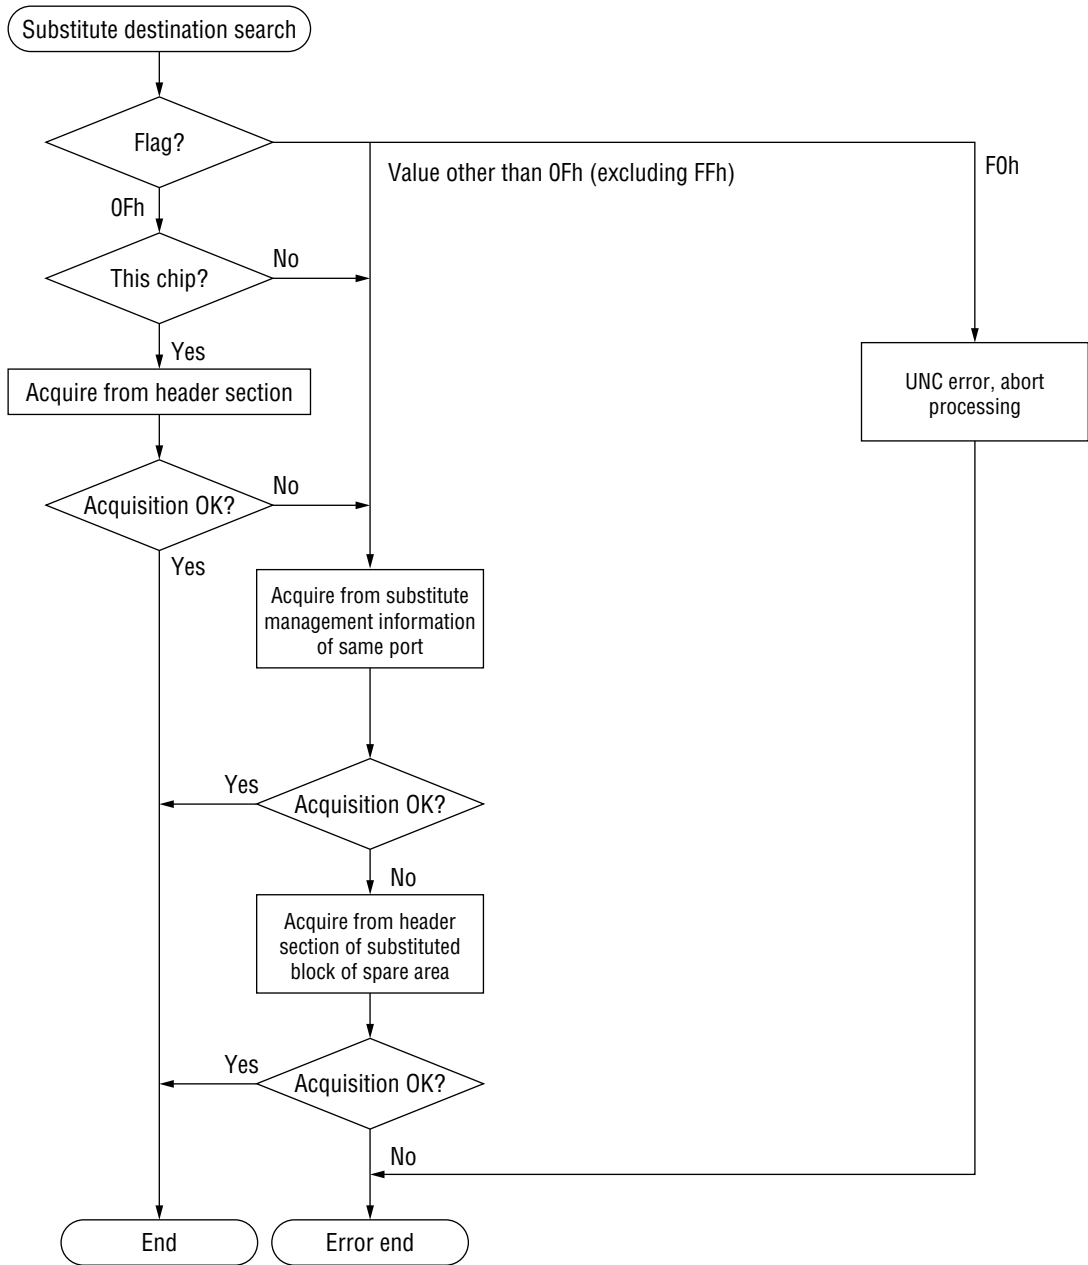 Substitute destination search
Flag?
Value other than 0Fh (excluding FFh)
F0h
0Fh
This chip?
No
Yes
Acquire from header section
UNC error, abort
processing
Acquisition OK?
No
Yes
Acquire from substitute
management information
of same port
Yes
Acquisition OK?
No
Acquire from header
section of substituted
block of spare area
Yes
Acquisition OK?
No
End
Error end